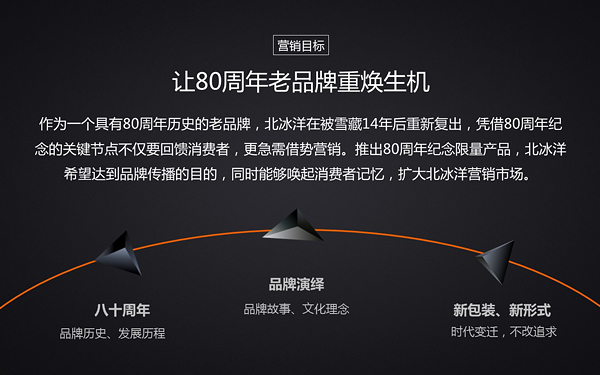 营销目标
让80周年老品牌重焕生机
作为一个具有80周年历史的老品牌，北冰洋在被雪藏14年后重新复出，凭借80周年纪
念的关键节点不仅要回馈消费者，更急需借势营销。推出80周年纪念限量产品，北冰洋
希望达到品牌传播的目的，同时能够唤起消费者记忆，扩大北冰洋营销市场。
品牌演绎
品牌故事、文化理念
八十周年
品牌历史、发展历程
新包装、新形式
时代变迁，不改追求